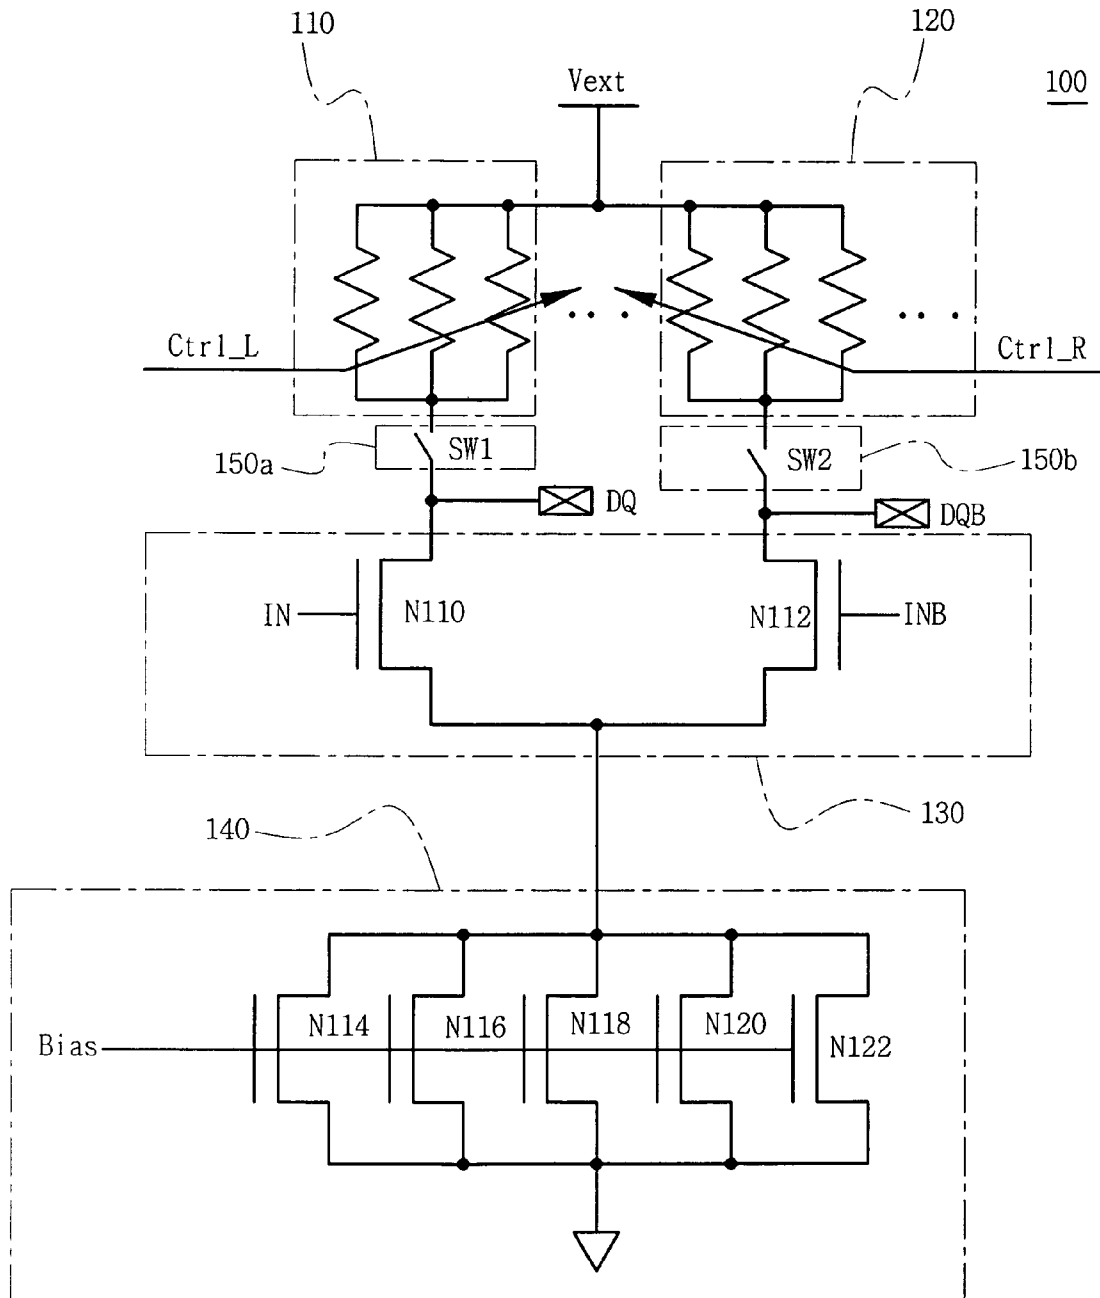 110
120
100
Vext
Ctrl_L
Ctrl_R
150a
SW1
SW2
150b
DQ
DQB
IN
N110
N112
INB
140
130
Bias
N114
N116
N118
N120
N122